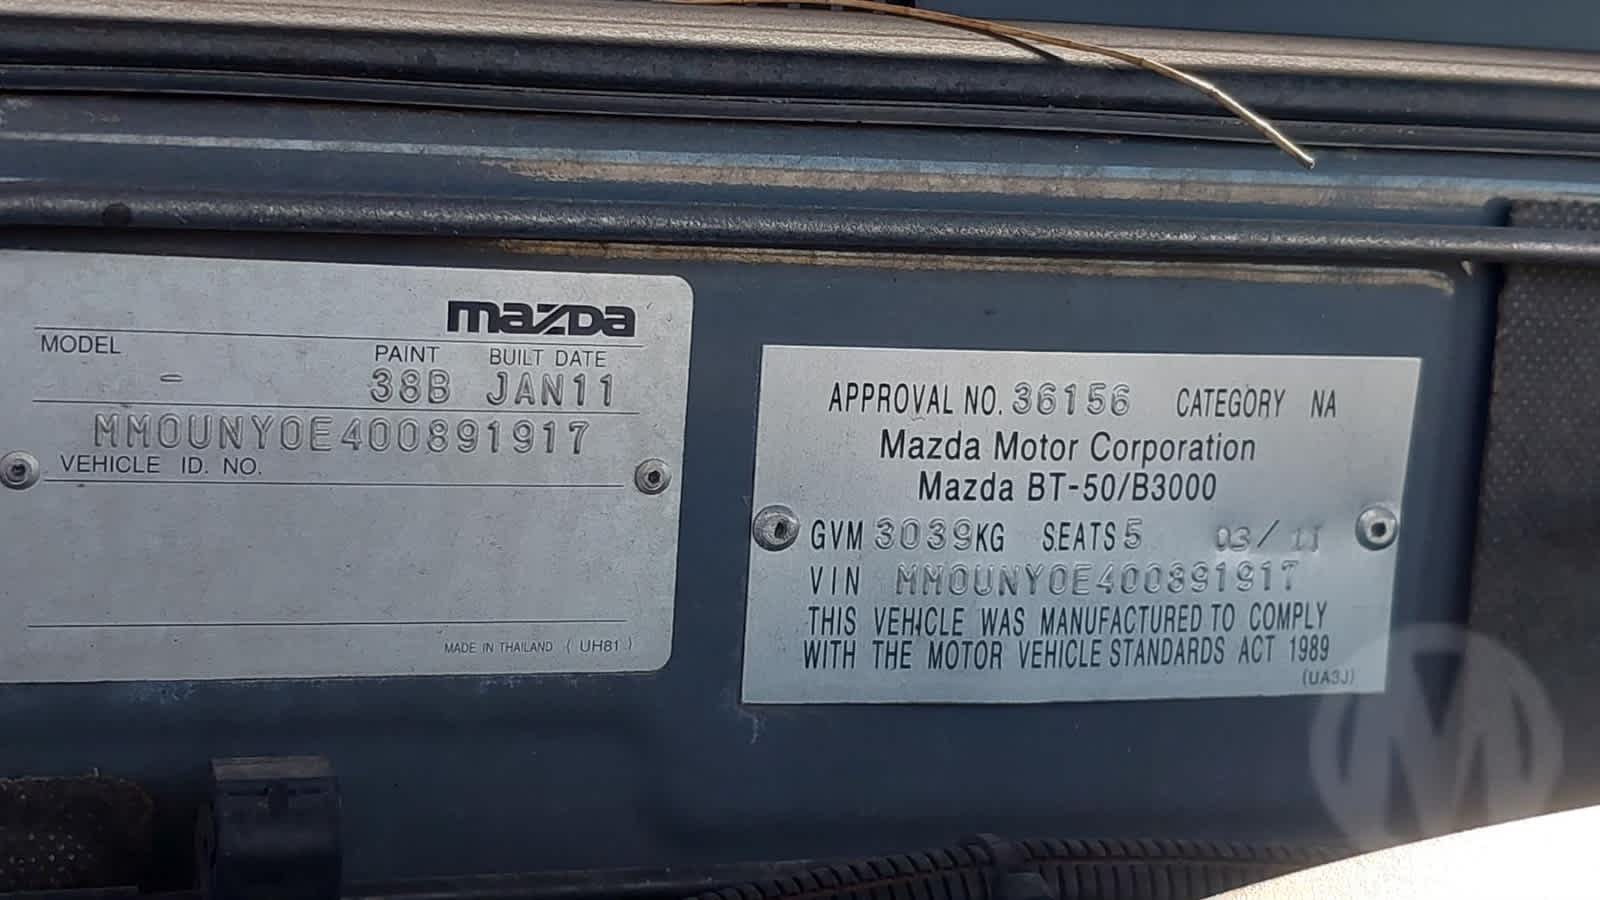 mazda
MODEL PAINT BUILT DATE
- 38B JAN11
MM0UNY0E400891917
VEHICLE ID. NO.
MADE IN THAILAND ( UH81 )
APPROVAL NO. 36156 CATEGORY NA
Mazda Motor Corporation
Mazda BT-50/B3000
GVM 3039KG SEATS 5 03/11
VIN MM0UNY0E400891917
THIS VEHICLE WAS MANUFACTURED TO COMPLY
WITH THE MOTOR VEHICLE STANDARDS ACT 1989
(UA3J)
M